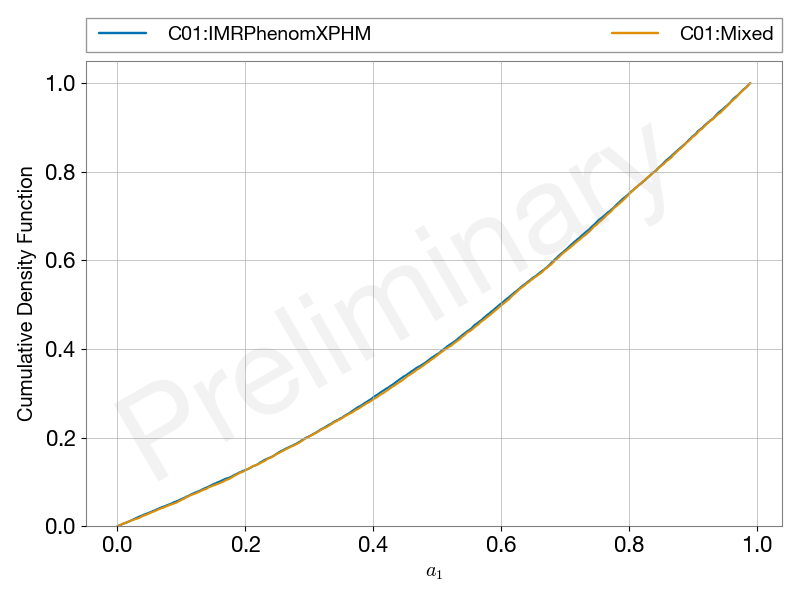 C01:IMRPhenomXPHM C01:Mixed
Preliminary
Cumulative Density Function
1.0
0.8
0.6
0.4
0.2
0.0
0.0 0.2 0.4 0.6 0.8 1.0
a₁